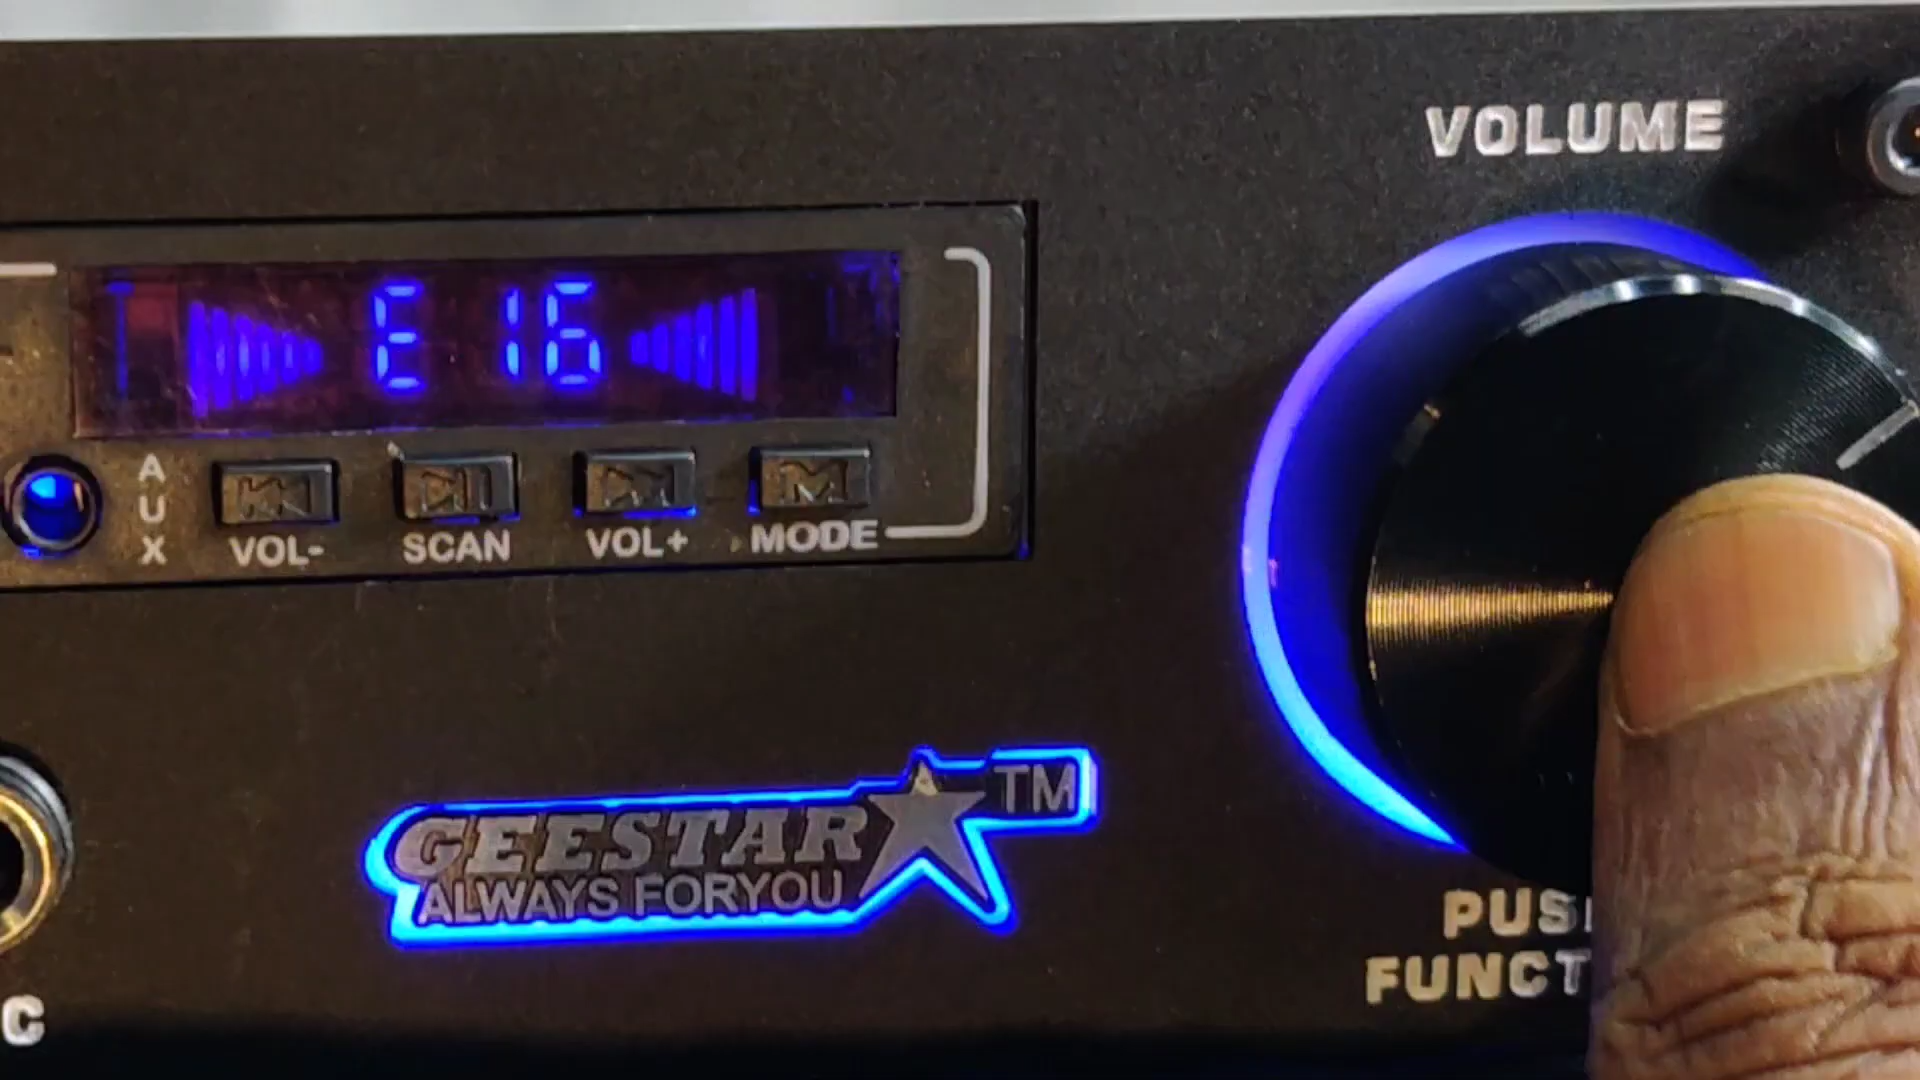 VOLUME
E 16
AUX
VOL-
SCAN
VOL+
M
MODE
GEESTAR TM
ALWAYS FORYOU
PUS
FUNCT
C